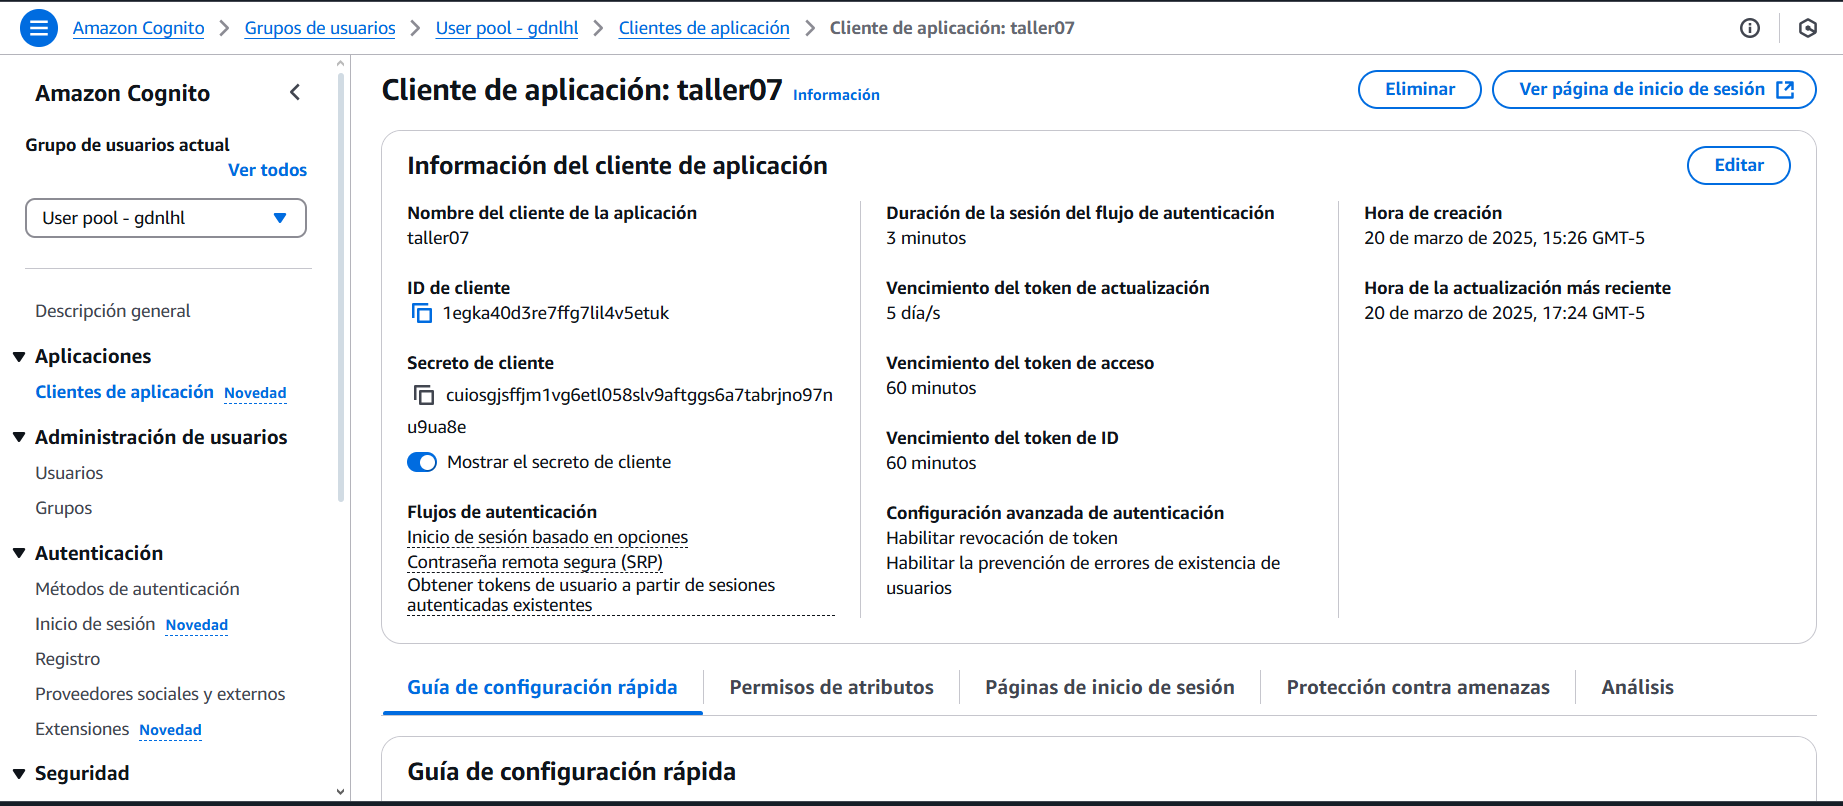 Amazon Cognito > Grupos de usuarios > User pool - gdnlhl > Clientes de aplicación > Cliente de aplicación: taller07
Amazon Cognito
Grupo de usuarios actual
Ver todos
User pool - gdnlhl
Descripción general
Aplicaciones
Clientes de aplicación Novedad
Administración de usuarios
Usuarios
Grupos
Autenticación
Métodos de autenticación
Inicio de sesión Novedad
Registro
Proveedores sociales y externos
Extensiones Novedad
Seguridad
Cliente de aplicación: taller07 Información
Eliminar
Ver página de inicio de sesión
Información del cliente de aplicación
Editar
Nombre del cliente de la aplicación
taller07
ID de cliente
1egka40d3re7ffg7lil4v5etuk
Secreto de cliente
cuiosgjsffjm1vg6etl058slv9aftggs6a7tabrjno97n
u9ua8e
Mostrar el secreto de cliente
Flujos de autenticación
Inicio de sesión basado en opciones
Contraseña remota segura (SRP)
Obtener tokens de usuario a partir de sesiones
autenticadas existentes
Duración de la sesión del flujo de autenticación
3 minutos
Vencimiento del token de actualización
5 día/s
Vencimiento del token de acceso
60 minutos
Vencimiento del token de ID
60 minutos
Configuración avanzada de autenticación
Habilitar revocación de token
Habilitar la prevención de errores de existencia de
usuarios
Hora de creación
20 de marzo de 2025, 15:26 GMT-5
Hora de la actualización más reciente
20 de marzo de 2025, 17:24 GMT-5
Guía de configuración rápida
Permisos de atributos
Páginas de inicio de sesión
Protección contra amenazas
Análisis
Guía de configuración rápida